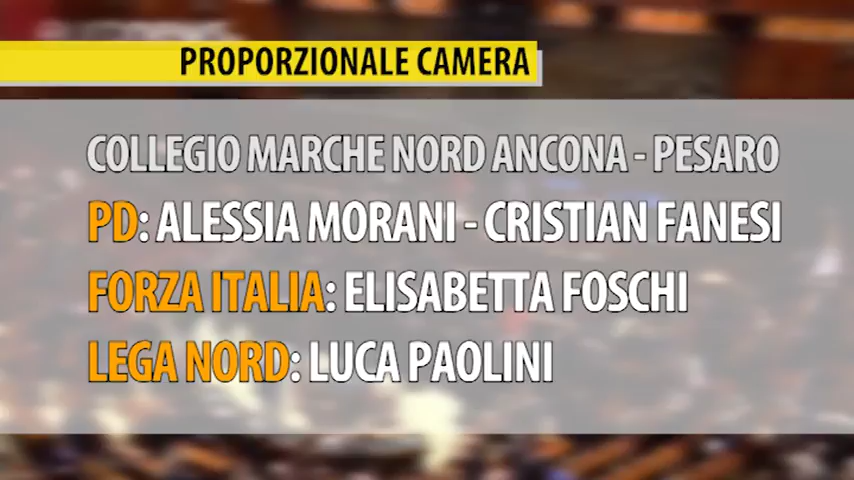 PROPORZIONALE CAMERA
COLLEGIO MARCHE NORD ANCONA - PESARO
PD: ALESSIA MORANI - CRISTIAN FANESI
FORZA ITALIA: ELISABETTA FOSCHI
LEGA NORD: LUCA PAOLINI